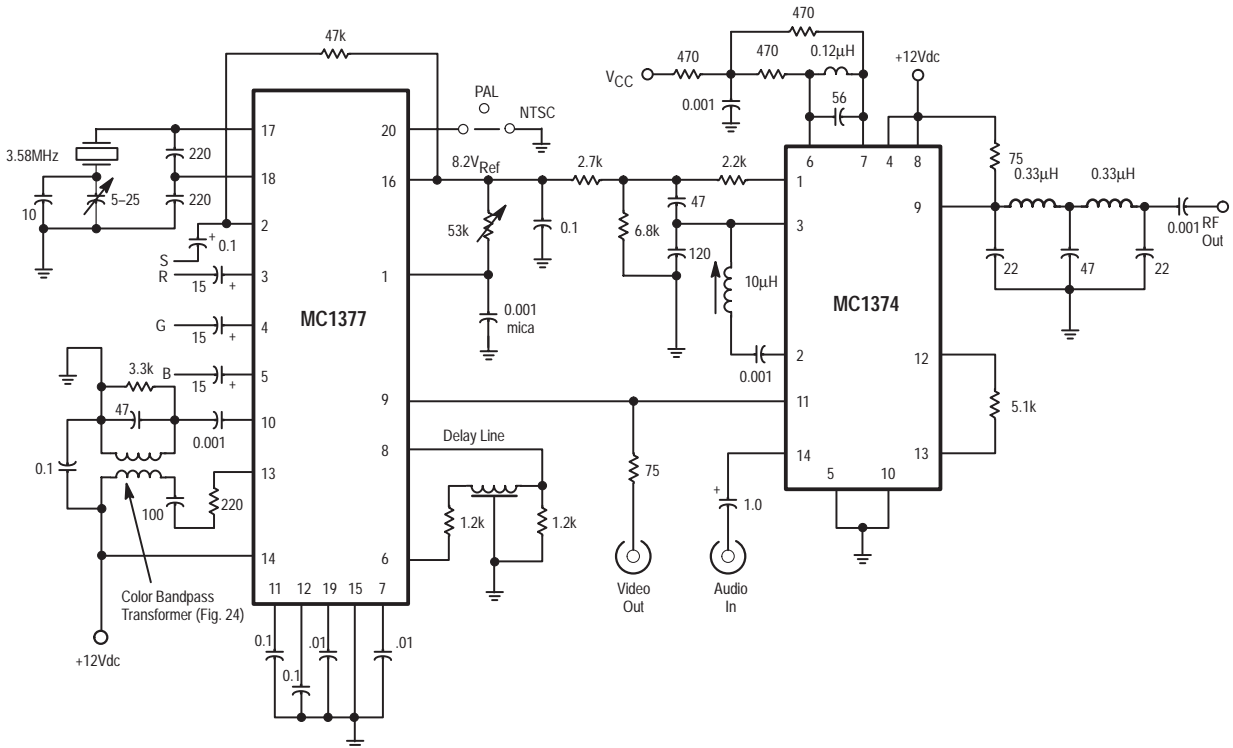 470
47k
470
470
0.12μH
+12Vdc
VCC
PAL
NTSC
0.001
56
17
20
6
7
4
8
3.58MHz
220
75
8.2VRef
2.7k
2.2k
0.33μH
0.33μH
18
16
1
5–25
47
9
10
220
2
53k
0.1
6.8k
3
0.001
RF
Out
+
0.1
120
S
R
15
+
3
1
10μH
22
47
22
MC1377
0.001
mica
MC1374
G
15
+
4
2
12
3.3k
B
15
+
5
0.001
9
11
5.1k
47
10
0.001
8
Delay Line
14
13
0.1
13
75
5
10
+
1.0
100
220
1.2k
1.2k
14
6
Video
Out
Audio
In
11
12
19
15
7
Color Bandpass
Transformer (Fig. 24)
0.1
.01
.01
+12Vdc
0.1